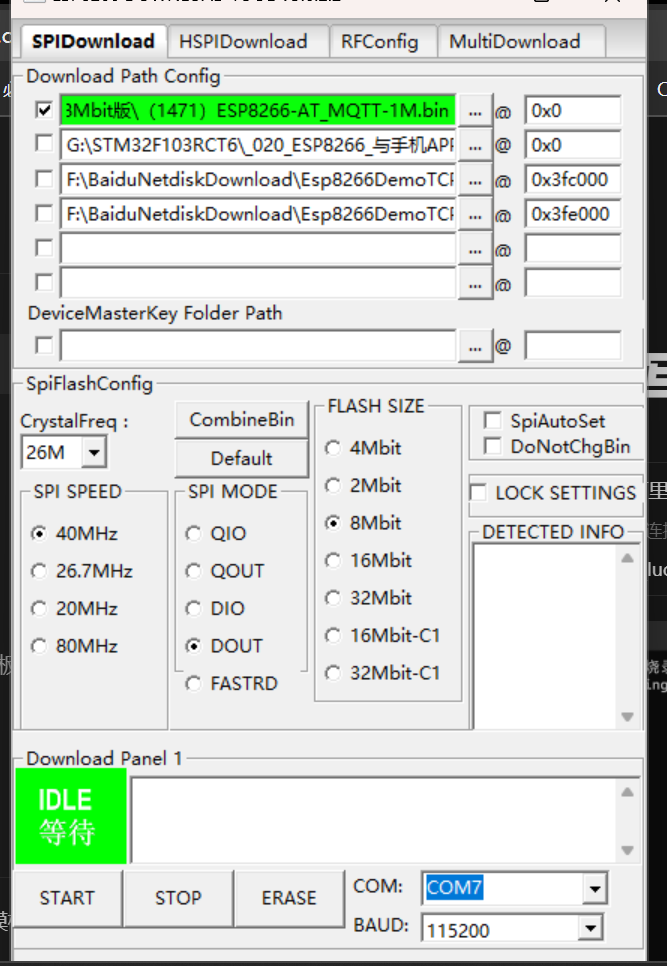 SPIDownload HSPIDownload RFConfig MultiDownload
Download Path Config
3Mbit版\（1471）ESP8266-AT_MQTT-1M.bin ... @ 0x0
G:\STM32F103RCT6\_020_ESP8266_与手机APP ... @ 0x0
F:\BaiduNetdiskDownload\Esp8266DemoTCP ... @ 0x3fc000
F:\BaiduNetdiskDownload\Esp8266DemoTCP ... @ 0x3fe000
... @
... @
DeviceMasterKey Folder Path
... @
SpiFlashConfig
CrystalFreq :
26M
CombineBin
Default
SPI SPEED
40MHz
26.7MHz
20MHz
80MHz
SPI MODE
QIO
QOUT
DIO
DOUT
FASTRD
FLASH SIZE
4Mbit
2Mbit
8Mbit
16Mbit
32Mbit
16Mbit-C1
32Mbit-C1
SpiAutoSet
DoNotChgBin
LOCK SETTINGS
DETECTED INFO
Download Panel 1
IDLE
等待
START STOP ERASE
COM: COM7
BAUD: 115200